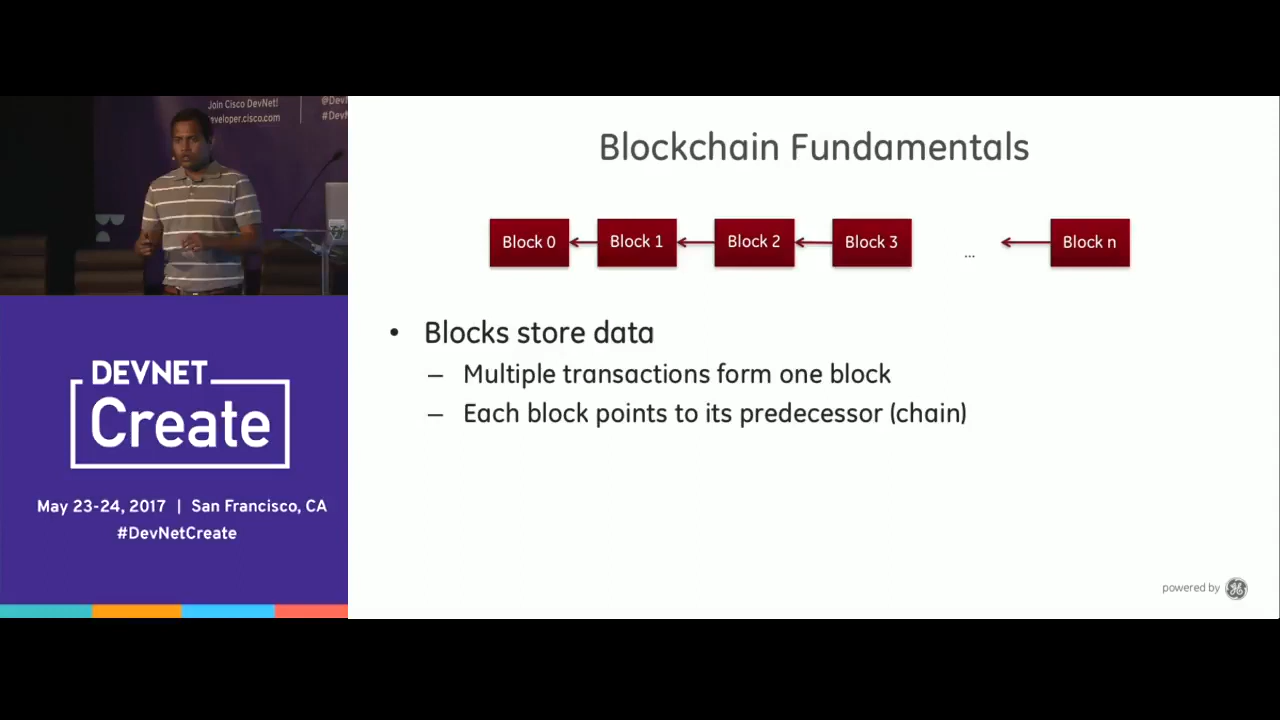 Join Cisco DevNet!
developer.cisco.com
DEVNET
Create
May 23-24, 2017 | San Francisco, CA
#DevNetCreate
Blockchain Fundamentals
Block 0
Block 1
Block 2
Block 3
...
Block n
• Blocks store data
– Multiple transactions form one block
– Each block points to its predecessor (chain)
powered by